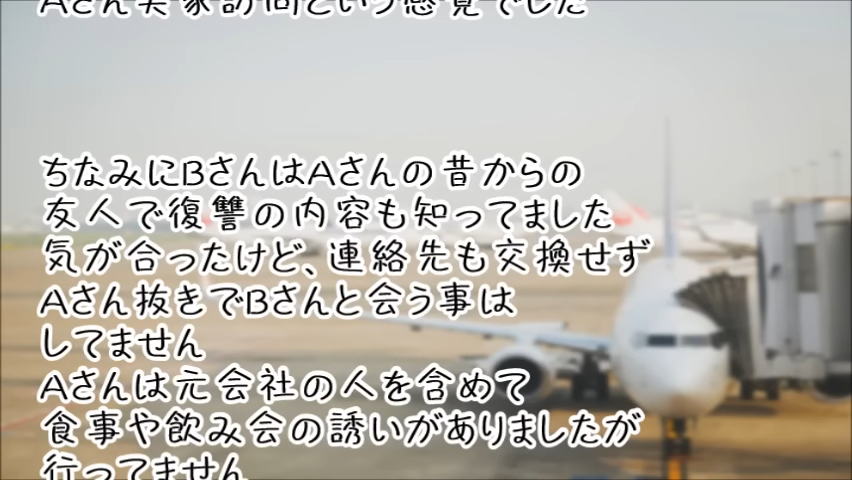 Aさん実家訪問という感覚でした
ちなみにBさんはAさんの昔からの
友人で復讐の内容も知ってました
気が合ったけど、連絡先も交換せず
Aさん抜きでBさんと会う事は
してません
Aさんは元会社の人を含めて
食事や飲み会の誘いがありましたが
行ってません